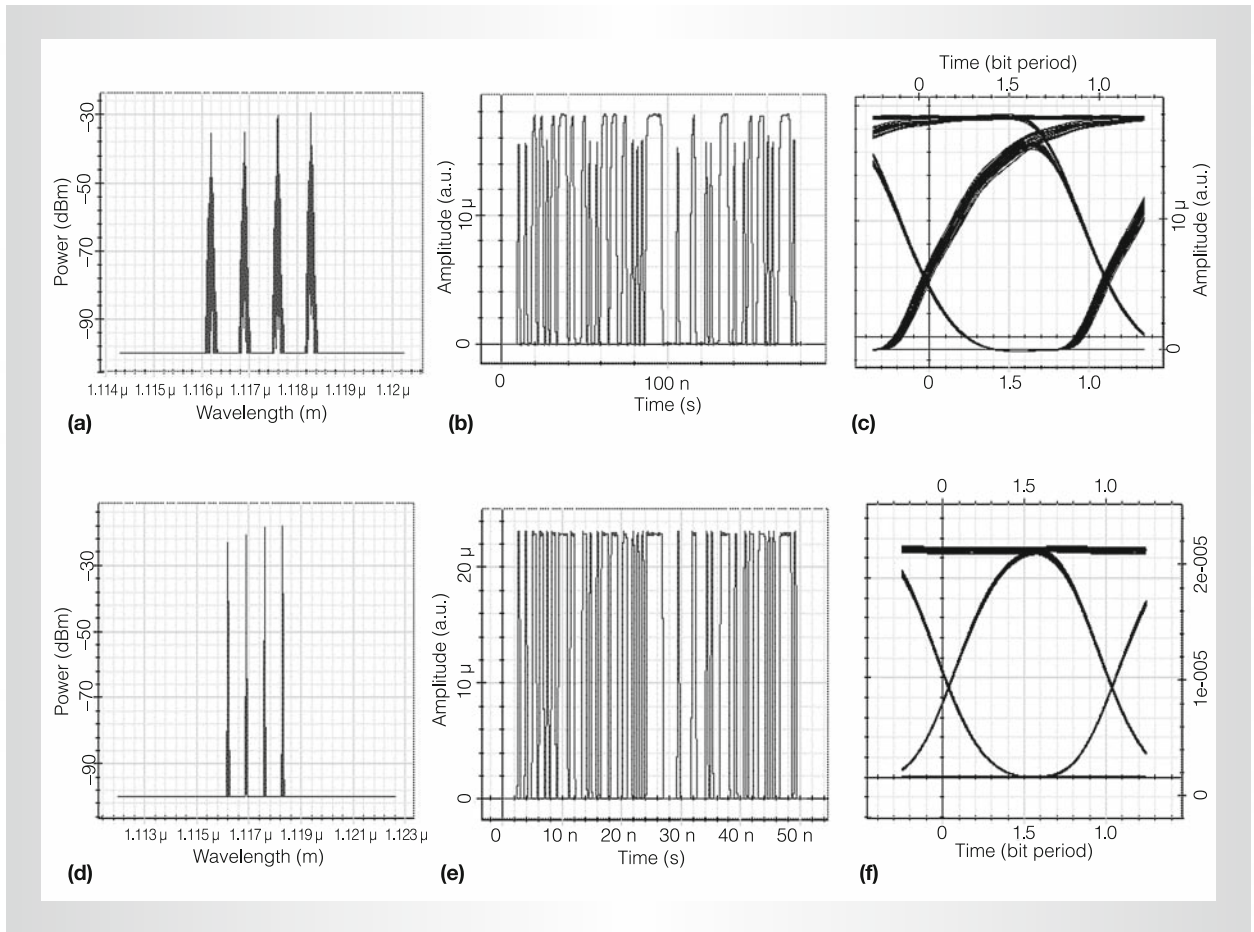 Power (dBm)
−30
−50
−70
−90
1.114 µ 1.115 µ 1.116 µ 1.117 µ 1.118 µ 1.119 µ 1.12 µ
Wavelength (m)
(a)
Amplitude (a.u.)
10 µ
0
0 100 n
Time (s)
(b)
Time (bit period)
0 1.5 1.0
10 µ
0
Amplitude (a.u.)
0 1.5 1.0
(c)
Power (dBm)
−30
−50
−70
−90
1.113 µ 1.115 µ 1.117 µ 1.119 µ 1.121 µ 1.123 µ
Wavelength (m)
(d)
Amplitude (a.u.)
20 µ
10 µ
0
0 10 n 20 n 30 n 40 n 50 n
Time (s)
(e)
0 1.5 1.0
2e-005
1e-005
0
0 1.5 1.0
Time (bit period)
(f)